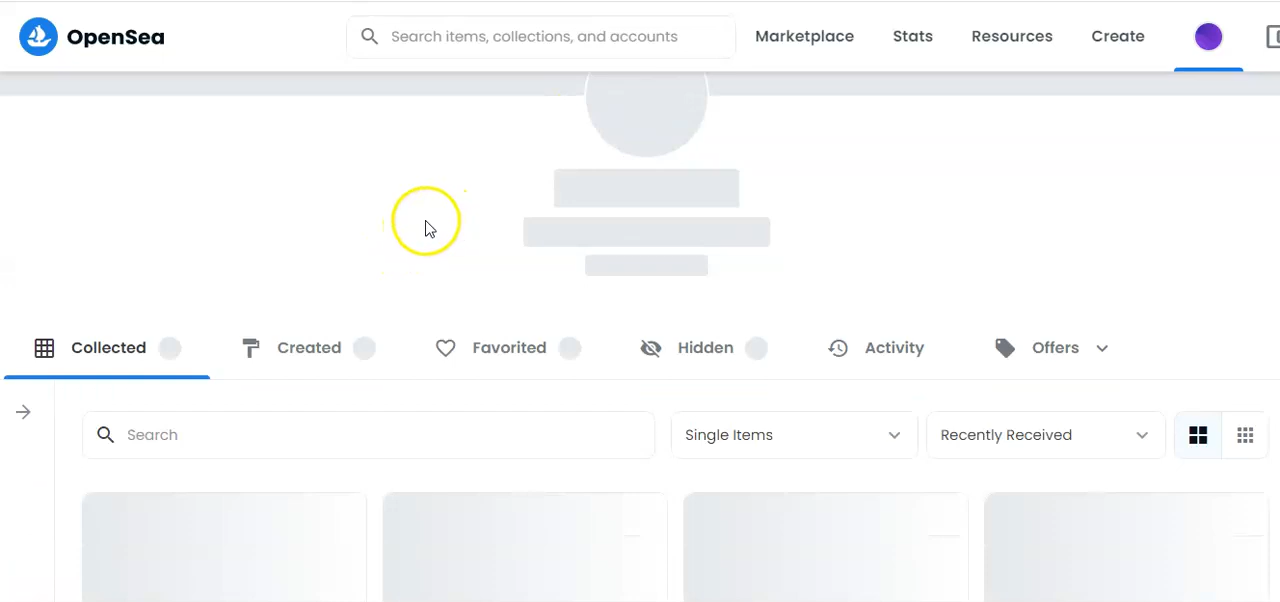 OpenSea
Search items, collections, and accounts
Marketplace
Stats
Resources
Create
Collected
Created
Favorited
Hidden
Activity
Offers
Search
Single Items
Recently Received